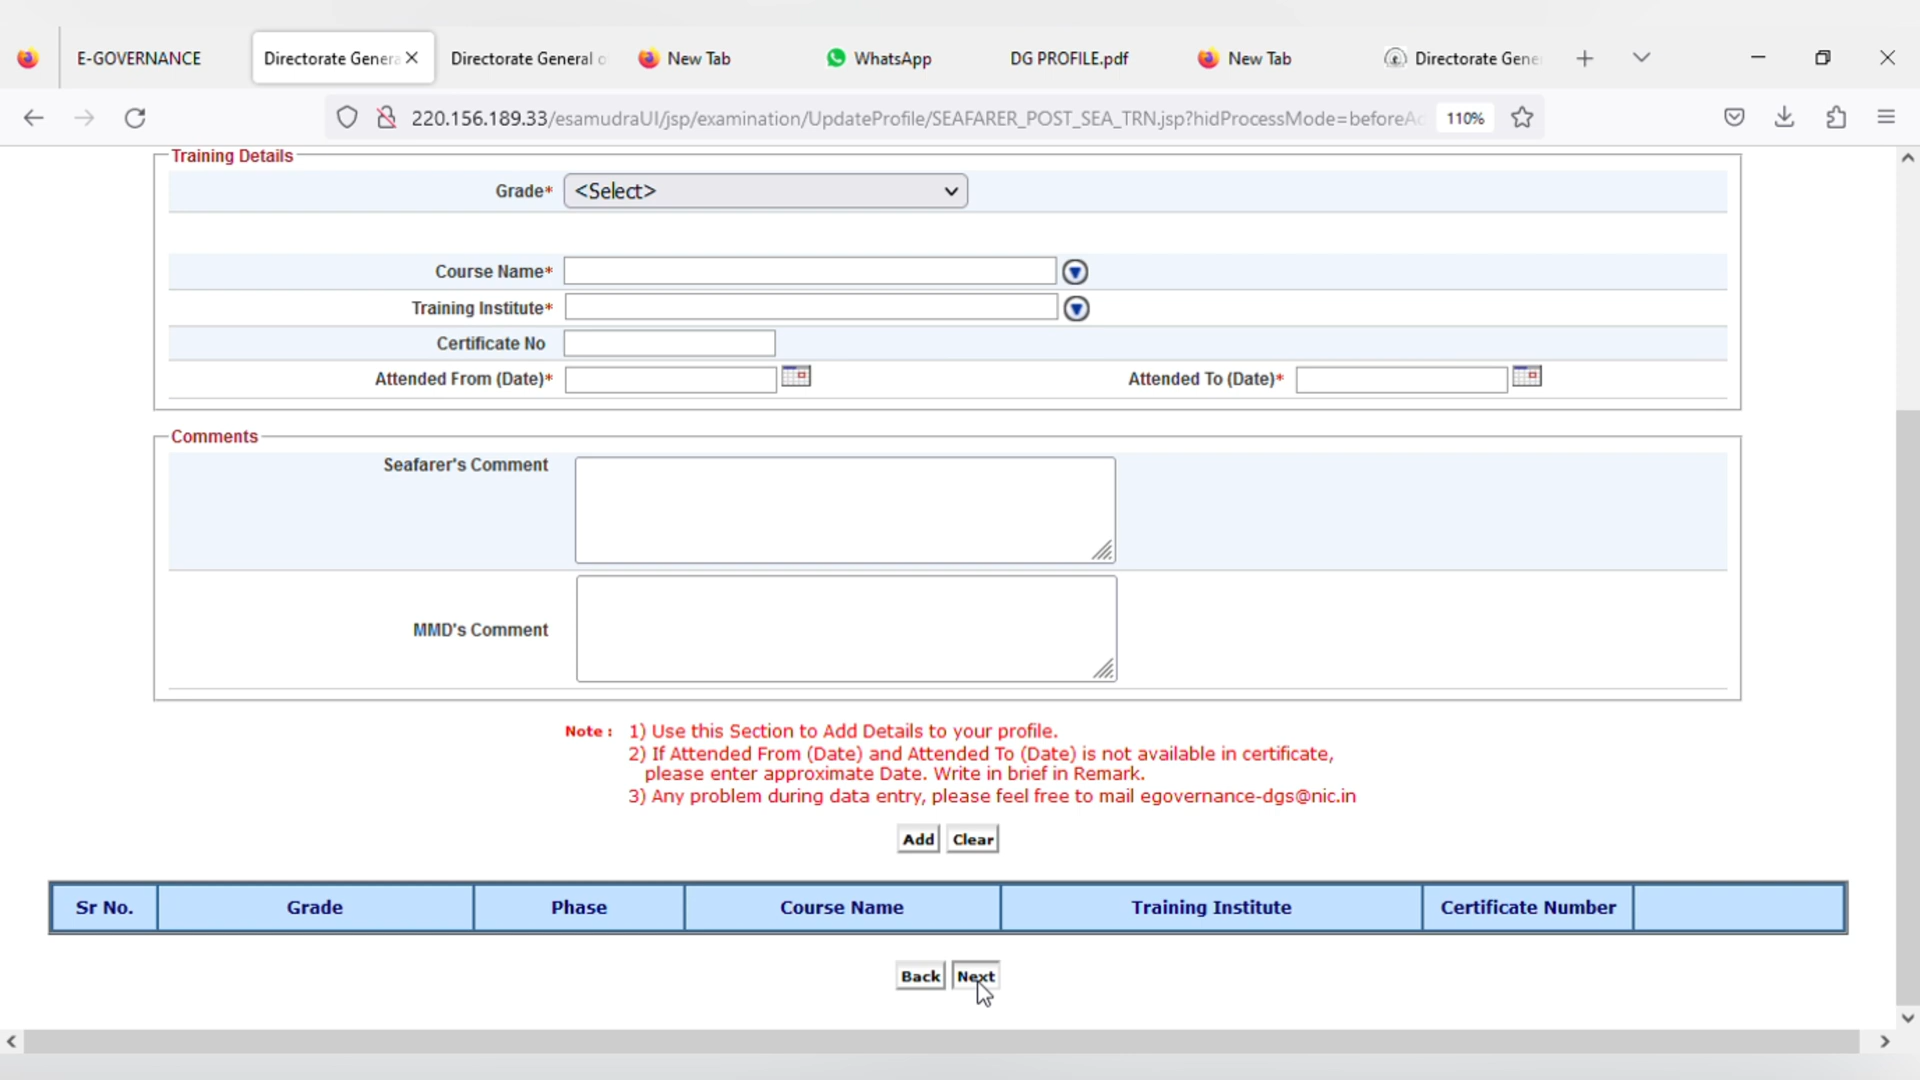 E-GOVERNANCE
Directorate Genera
Directorate General o
New Tab
WhatsApp
DG PROFILE.pdf
New Tab
Directorate Gene
220.156.189.33/esamudraUI/jsp/examination/UpdateProfile/SEAFARER_POST_SEA_TRN.jsp?hidProcessMode=beforeAc
110%
Training Details
Grade* <Select>
Course Name*
Training Institute*
Certificate No
Attended From (Date)* Attended To (Date)*
Comments
Seafarer's Comment
MMD's Comment
Note : 1) Use this Section to Add Details to your profile.
2) If Attended From (Date) and Attended To (Date) is not available in certificate,
please enter approximate Date. Write in brief in Remark.
3) Any problem during data entry, please feel free to mail egovernance-dgs@nic.in
Add Clear
Sr No. Grade Phase Course Name Training Institute Certificate Number
Back Next